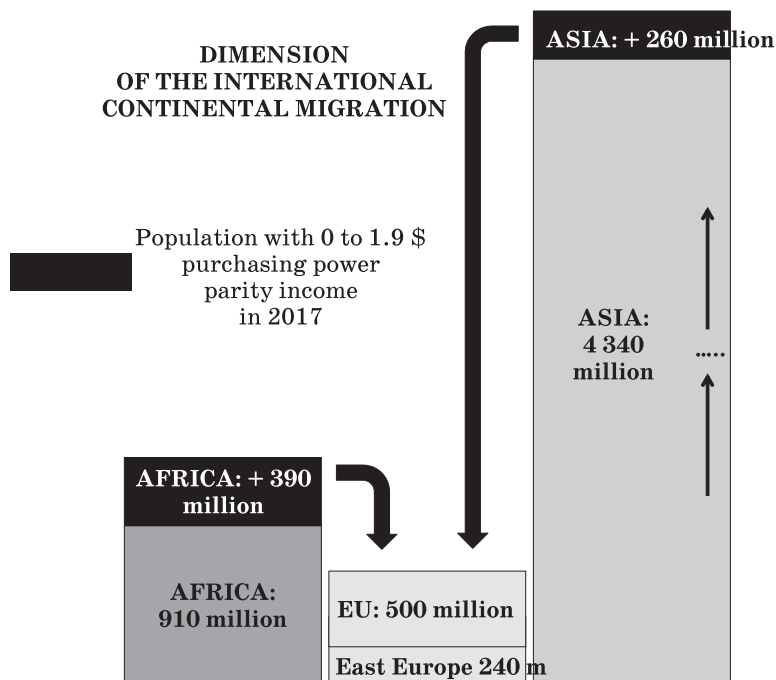 DIMENSION
OF THE INTERNATIONAL
CONTINENTAL MIGRATION
ASIA: + 260 million
Population with 0 to 1.9 $
purchasing power
parity income
in 2017
ASIA:
4 340
million
.....
AFRICA: + 390
million
AFRICA:
910 million
EU: 500 million
East Europe 240 m